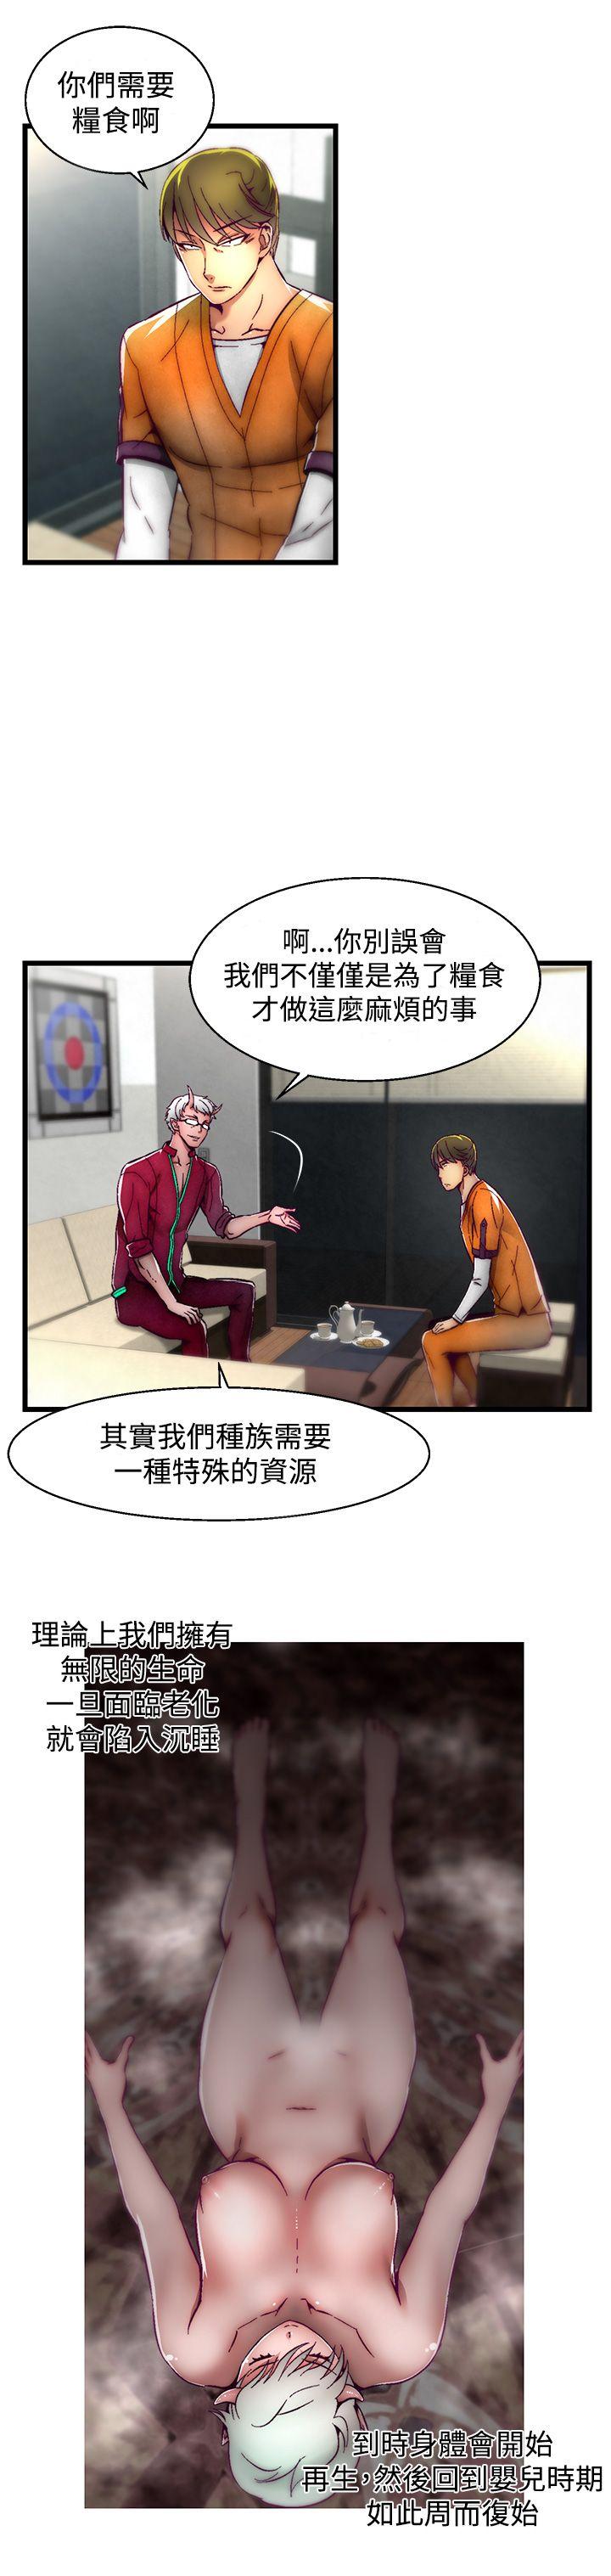 你們需要
糧食啊
啊...你別誤會
我們不僅僅是為了糧食
才做這麼麻煩的事
其實我們種族需要
一種特殊的資源
理論上我們擁有
無限的生命
一旦面臨老化
就會陷入沉睡
到時身體會開始
再生，然後回到嬰兒時期
如此周而復始